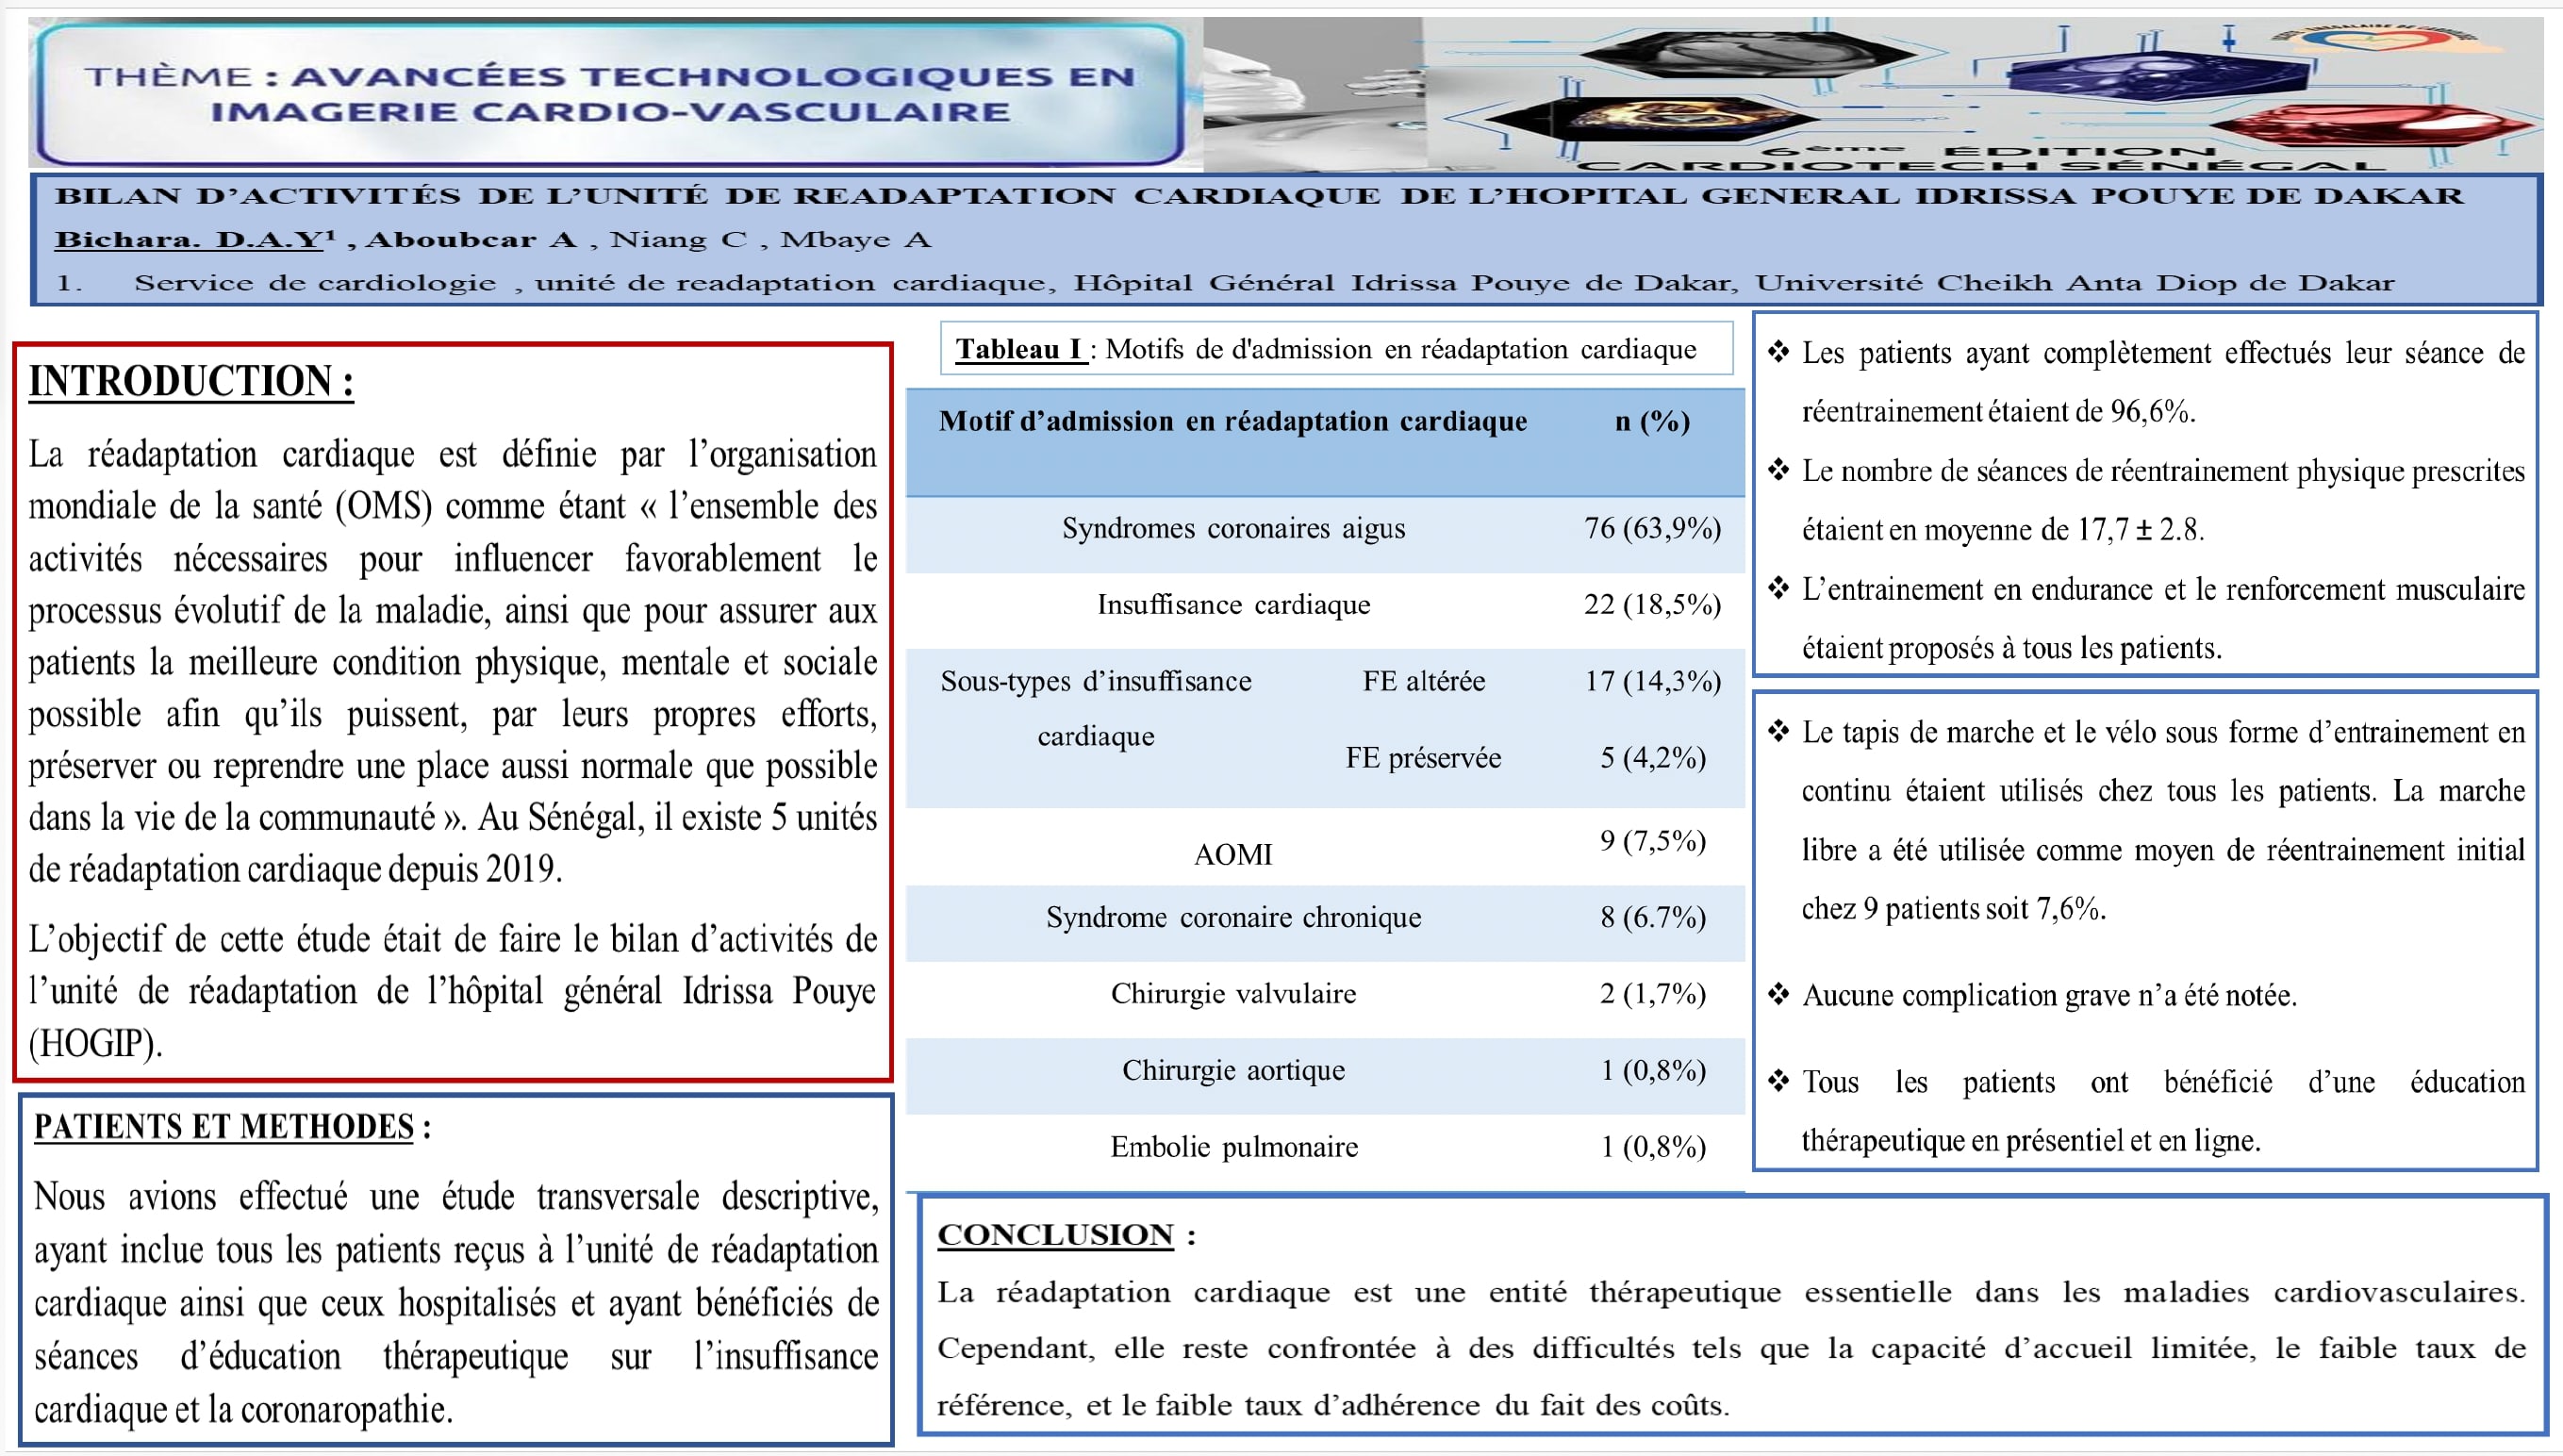 THÈME : AVANCÉES TECHNOLOGIQUES EN
IMAGERIE CARDIO-VASCULAIRE
6ème ÉDITION
CARDIOTECH SÉNÉGAL
BILAN D’ACTIVITÉS DE L’UNITÉ DE READAPTATION CARDIAQUE DE L’HOPITAL GENERAL IDRISSA POUYE DE DAKAR
Bichara. D.A.Y¹ , Aboubcar A , Niang C , Mbaye A
1. Service de cardiologie , unité de readaptation cardiaque, Hôpital Général Idrissa Pouye de Dakar, Université Cheikh Anta Diop de Dakar
INTRODUCTION :
La réadaptation cardiaque est définie par l’organisation
mondiale de la santé (OMS) comme étant « l’ensemble des
activités nécessaires pour influencer favorablement le
processus évolutif de la maladie, ainsi que pour assurer aux
patients la meilleure condition physique, mentale et sociale
possible afin qu’ils puissent, par leurs propres efforts,
préserver ou reprendre une place aussi normale que possible
dans la vie de la communauté ». Au Sénégal, il existe 5 unités
de réadaptation cardiaque depuis 2019.
L’objectif de cette étude était de faire le bilan d’activités de
l’unité de réadaptation de l’hôpital général Idrissa Pouye
(HOGIP).
PATIENTS ET METHODES :
Nous avions effectué une étude transversale descriptive,
ayant inclue tous les patients reçus à l’unité de réadaptation
cardiaque ainsi que ceux hospitalisés et ayant bénéficiés de
séances d’éducation thérapeutique sur l’insuffisance
cardiaque et la coronaropathie.
Tableau I : Motifs de d'admission en réadaptation cardiaque
Motif d’admission en réadaptation cardiaque n (%)
Syndromes coronaires aigus 76 (63,9%)
Insuffisance cardiaque 22 (18,5%)
Sous-types d’insuffisance FE altérée 17 (14,3%)
cardiaque
FE préservée 5 (4,2%)
AOMI 9 (7,5%)
Syndrome coronaire chronique 8 (6.7%)
Chirurgie valvulaire 2 (1,7%)
Chirurgie aortique 1 (0,8%)
Embolie pulmonaire 1 (0,8%)
❖ Les patients ayant complètement effectués leur séance de
réentrainement étaient de 96,6%.
❖ Le nombre de séances de réentrainement physique prescrites
étaient en moyenne de 17,7 ± 2.8.
❖ L’entrainement en endurance et le renforcement musculaire
étaient proposés à tous les patients.
❖ Le tapis de marche et le vélo sous forme d’entrainement en
continu étaient utilisés chez tous les patients. La marche
libre a été utilisée comme moyen de réentrainement initial
chez 9 patients soit 7,6%.
❖ Aucune complication grave n’a été notée.
❖ Tous les patients ont bénéficié d’une éducation
thérapeutique en présentiel et en ligne.
CONCLUSION :
La réadaptation cardiaque est une entité thérapeutique essentielle dans les maladies cardiovasculaires.
Cependant, elle reste confrontée à des difficultés tels que la capacité d’accueil limitée, le faible taux de
référence, et le faible taux d’adhérence du fait des coûts.